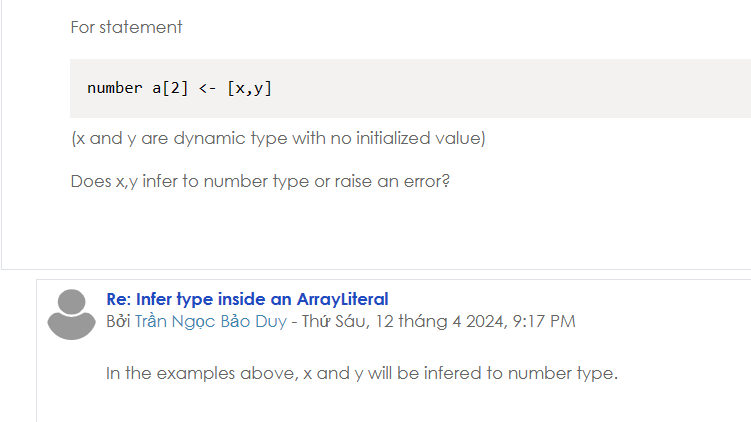 For statement
number a[2] <- [x,y]
(x and y are dynamic type with no initialized value)
Does x,y infer to number type or raise an error?
Re: Infer type inside an ArrayLiteral
Bởi Trần Ngọc Bảo Duy - Thứ Sáu, 12 tháng 4 2024, 9:17 PM
In the examples above, x and y will be infered to number type.